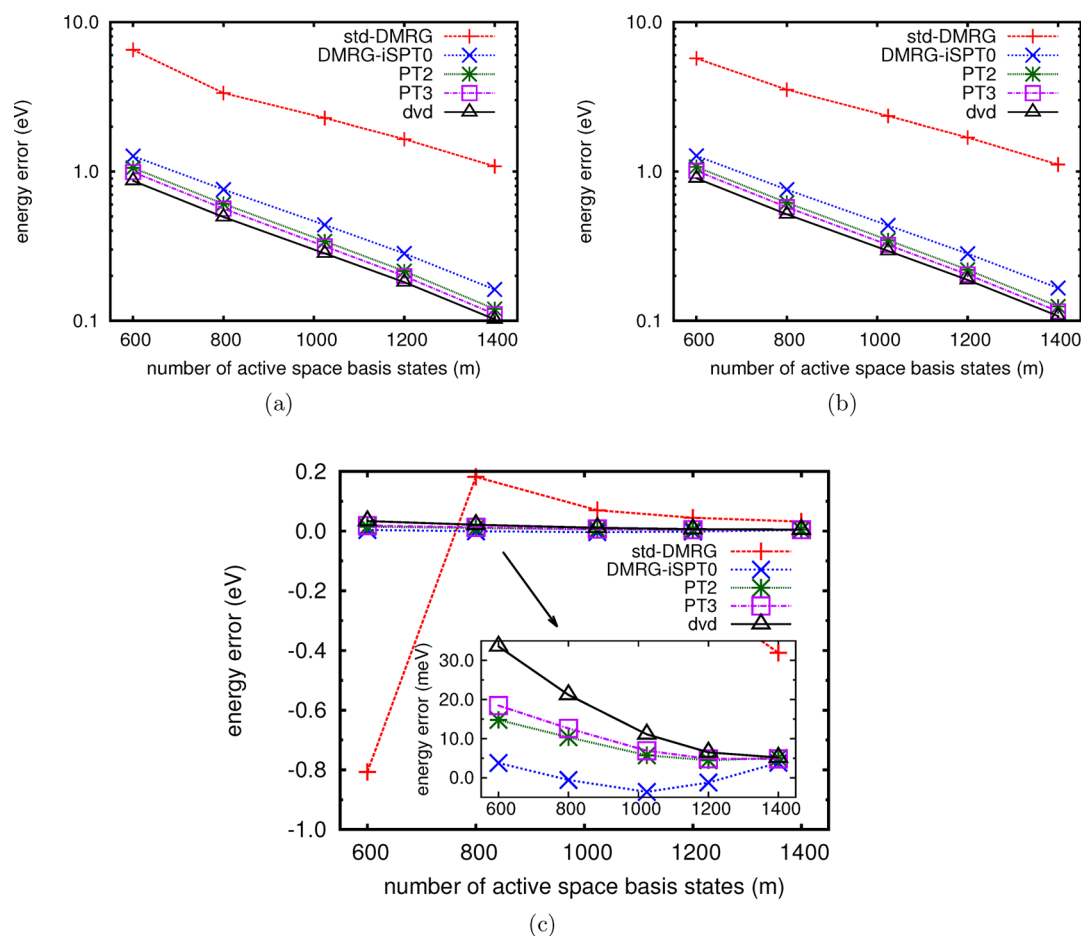 10.0
1.0
0.1
energy error (eV)
std-DMRG
DMRG-iSPT0
PT2
PT3
dvd
600 800 1000 1200 1400
number of active space basis states (m)
(a)
10.0
1.0
0.1
energy error (eV)
std-DMRG
DMRG-iSPT0
PT2
PT3
dvd
600 800 1000 1200 1400
number of active space basis states (m)
(b)
0.2
0.0
-0.2
-0.4
-0.6
-0.8
-1.0
energy error (eV)
std-DMRG
DMRG-iSPT0
PT2
PT3
dvd
30.0
20.0
10.0
0.0
energy error (meV)
600 800 1000 1200 1400
600 800 1000 1200 1400
number of active space basis states (m)
(c)